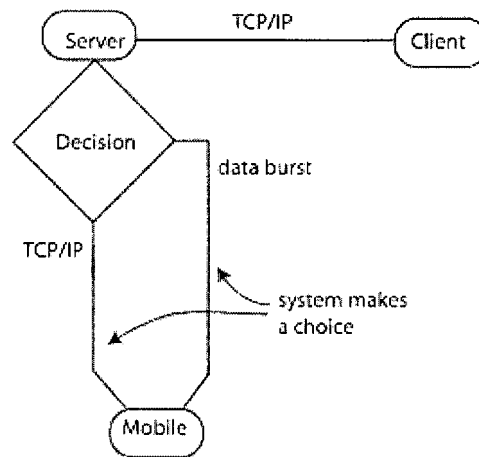 TCP/IP
Server
Client
Decision
data burst
TCP/IP
system makes
a choice
Mobile